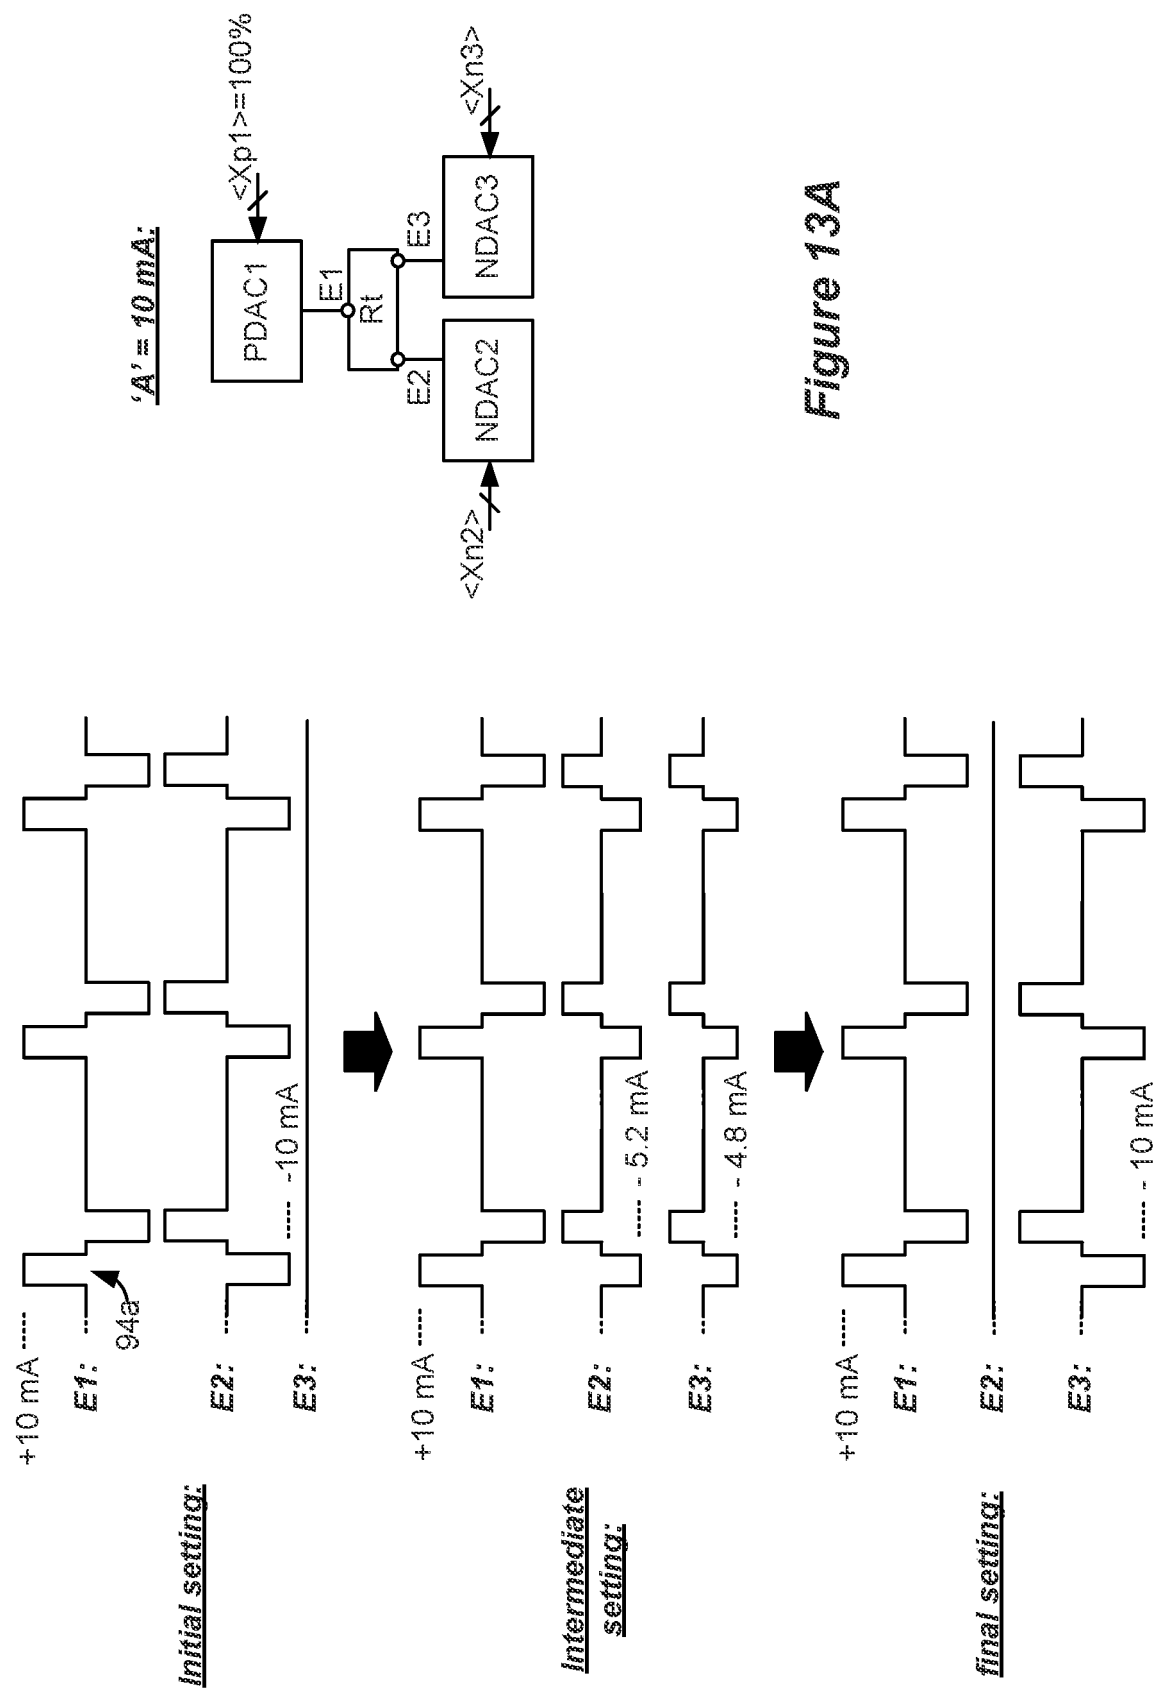 Initial setting:
+10 mA
E1:
94a
E2:
-10 mA
E3:
Intermediate
setting:
+10 mA
E1:
E2:
- 5.2 mA
E3:
- 4.8 mA
final setting:
+10 mA
E1:
E2:
E3:
- 10 mA
'A' = 10 mA:
PDAC1
<Xp1>=100%
E1
Rt
E2
E3
NDAC2
NDAC3
<Xn2>
<Xn3>
Figure 13A